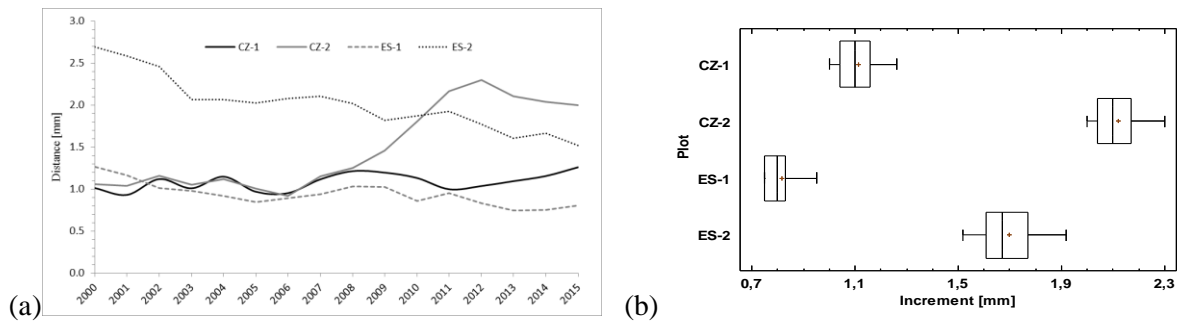 3.0
2.5
2.0
1.5
1.0
0.5
0.0
Distance [mm]
CZ-1 CZ-2 ES-1 ES-2
2000 2001 2002 2003 2004 2005 2006 2007 2008 2009 2010 2011 2012 2013 2014 2015
(a)
Plot
CZ-1
CZ-2
ES-1
ES-2
0,7 1,1 1,5 1,9 2,3
Increment [mm]
(b)